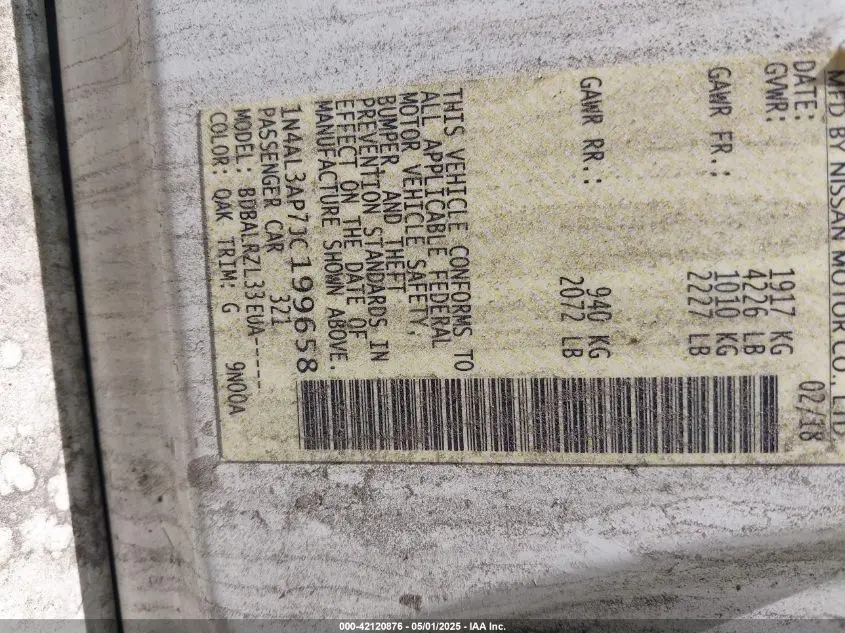 MFD BY NISSAN MOTOR CO., LTD
DATE: 02/18
GVWR: 1917 KG
4226 LB
GAWR FR.: 1010 KG
2227 LB
GAWR RR.: 940 KG
2072 LB
THIS VEHICLE CONFORMS TO
ALL APPLICABLE FEDERAL
MOTOR VEHICLE SAFETY,
BUMPER, AND THEFT
PREVENTION STANDARDS IN
EFFECT ON THE DATE OF
MANUFACTURE SHOWN ABOVE.
1N4AL3AP7JC199658
PASSENGER CAR 321
MODEL: BDBALRZL33EUA-----
COLOR: QAK TRIM: G 9N00A
000-42120876 - 05/01/2025 - IAA Inc.